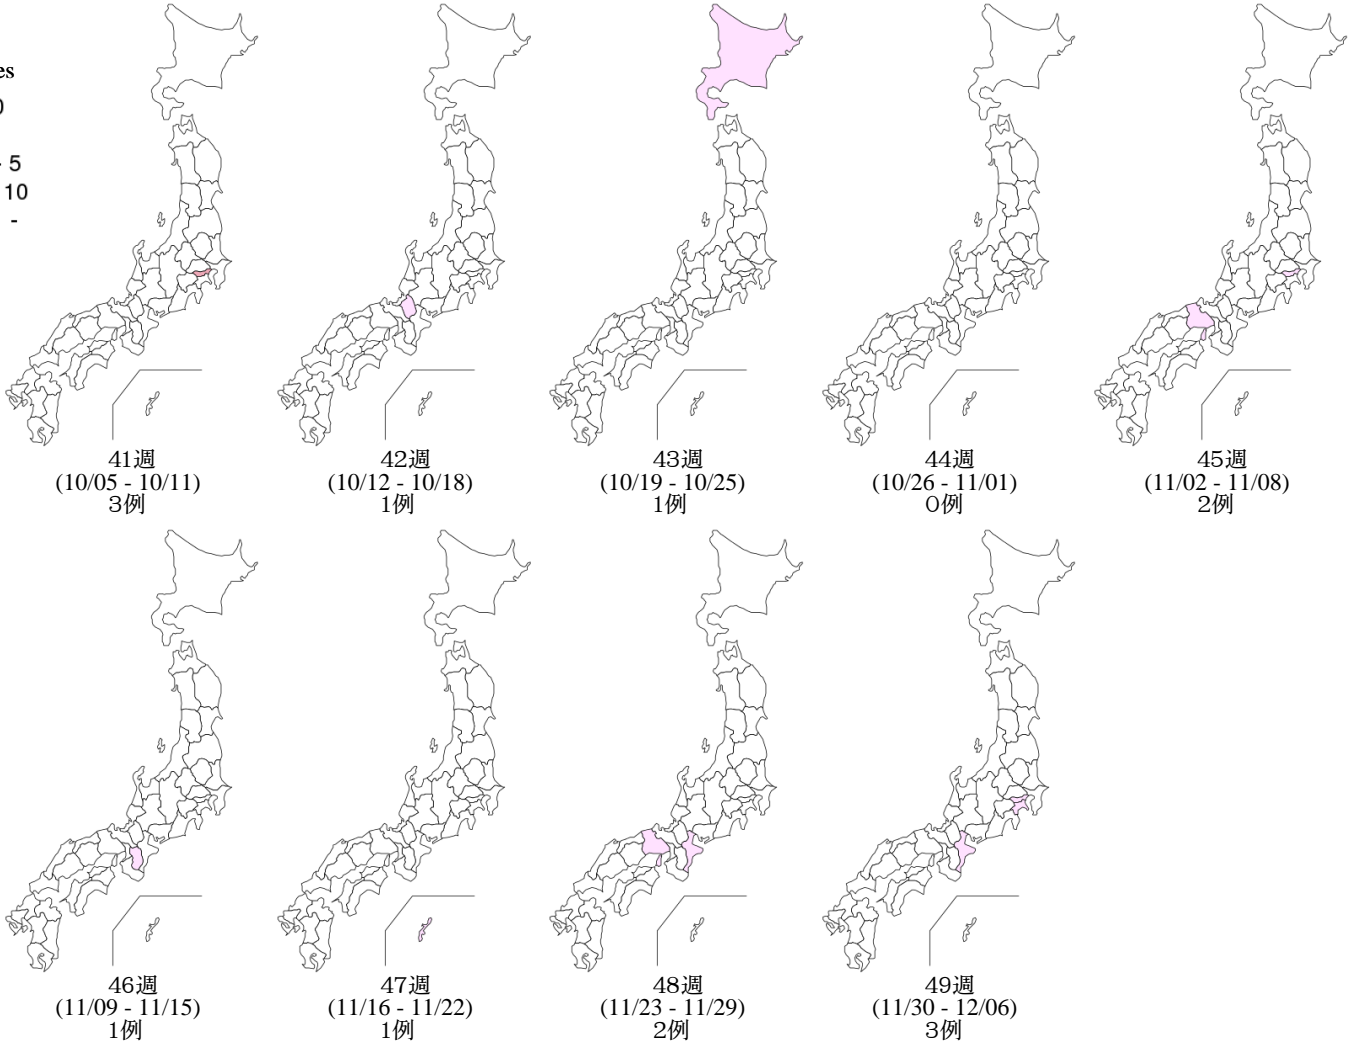 es
0
- 5
10
-
41週
(10/05 - 10/11)
3例
42週
(10/12 - 10/18)
1例
43週
(10/19 - 10/25)
1例
44週
(10/26 - 11/01)
0例
45週
(11/02 - 11/08)
2例
46週
(11/09 - 11/15)
1例
47週
(11/16 - 11/22)
1例
48週
(11/23 - 11/29)
2例
49週
(11/30 - 12/06)
3例